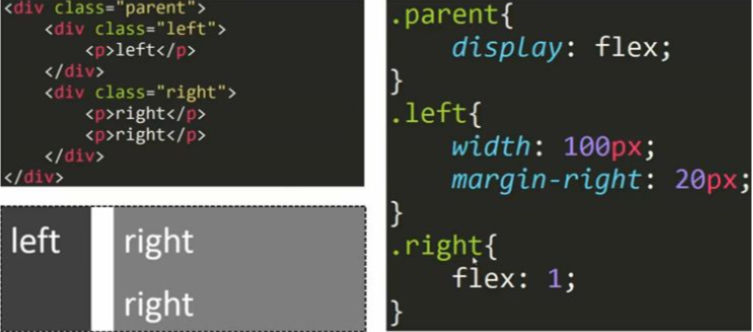 <div class="parent">
    <div class="left">
        <p>left</p>
    </div>
    <div class="right">
        <p>right</p>
        <p>right</p>
    </div>
</div>
left right
right
.parent{
    display: flex;
}
.left{
    width: 100px;
    margin-right: 20px;
}
.right{
    flex: 1;
}